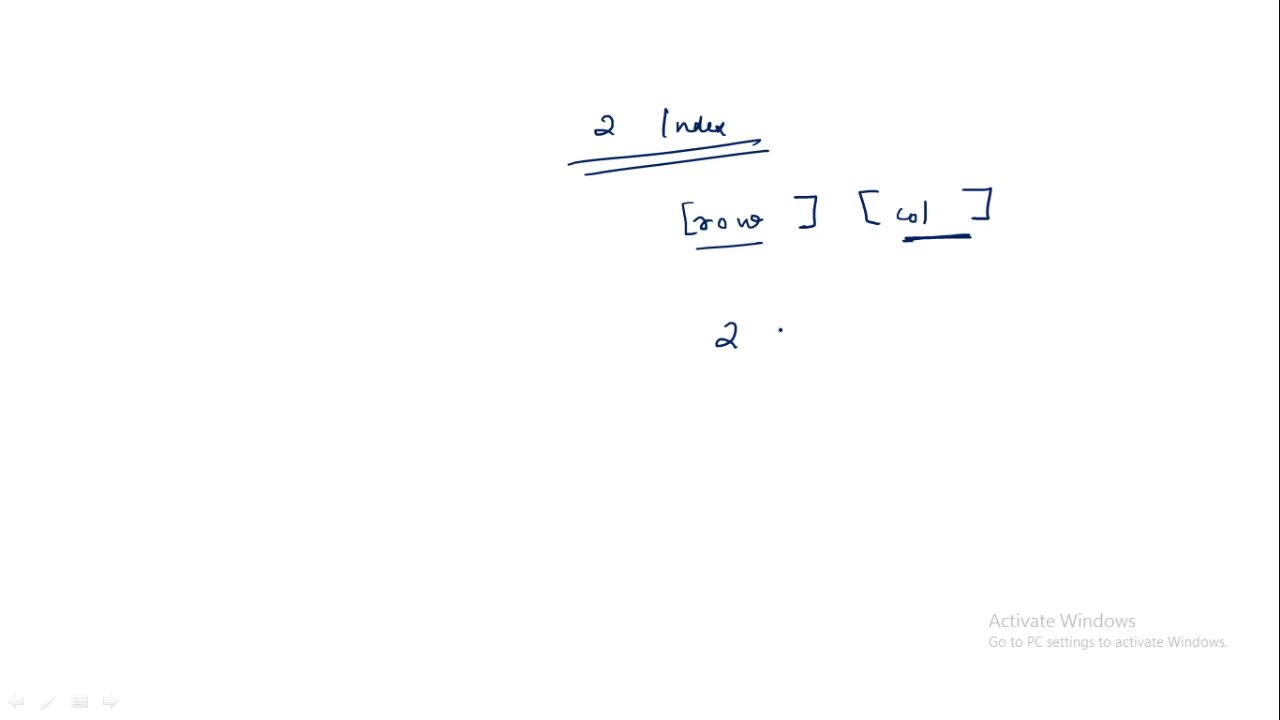 2 Index
[row] [col]
2 .
Activate Windows
Go to PC settings to activate Windows.